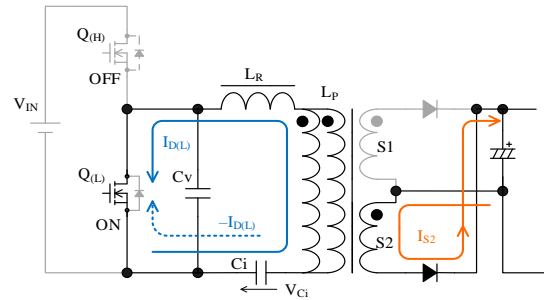 Q(H)
OFF
VIN
LR
LP
ID(L)
S1
+
Q(L)
Cv
ON
−ID(L)
S2
IS2
Ci
VCi